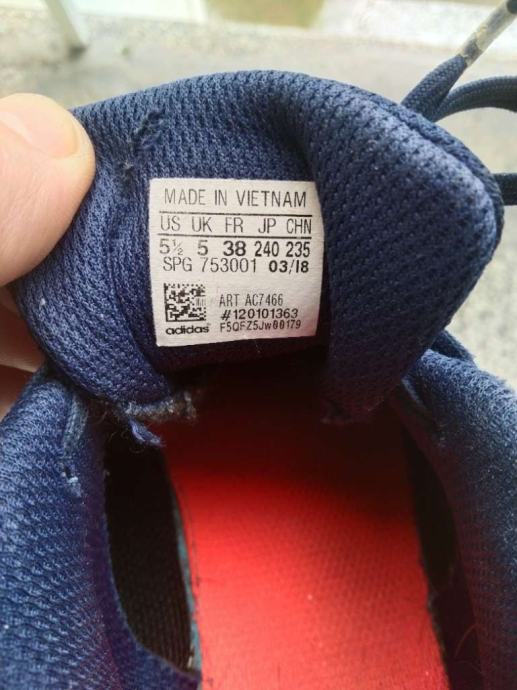 MADE IN VIETNAM
US UK FR JP CHN
5½ 5 38 240 235
SPG 753001 03/18
ART AC7466
#120101363
adidas F5QFZ5Jw00179